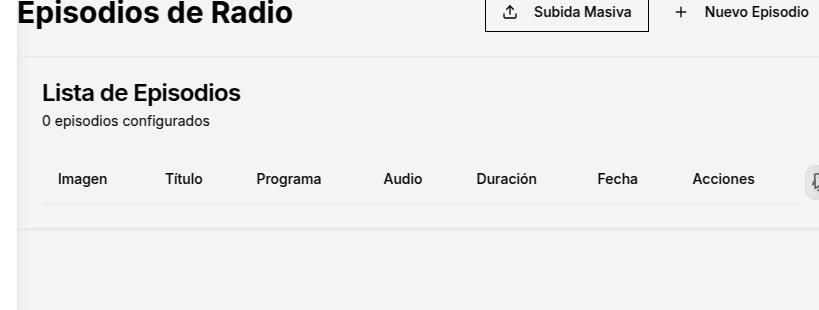 Episodios de Radio
Subida Masiva
Nuevo Episodio
Lista de Episodios
0 episodios configurados
Imagen Título Programa Audio Duración Fecha Acciones